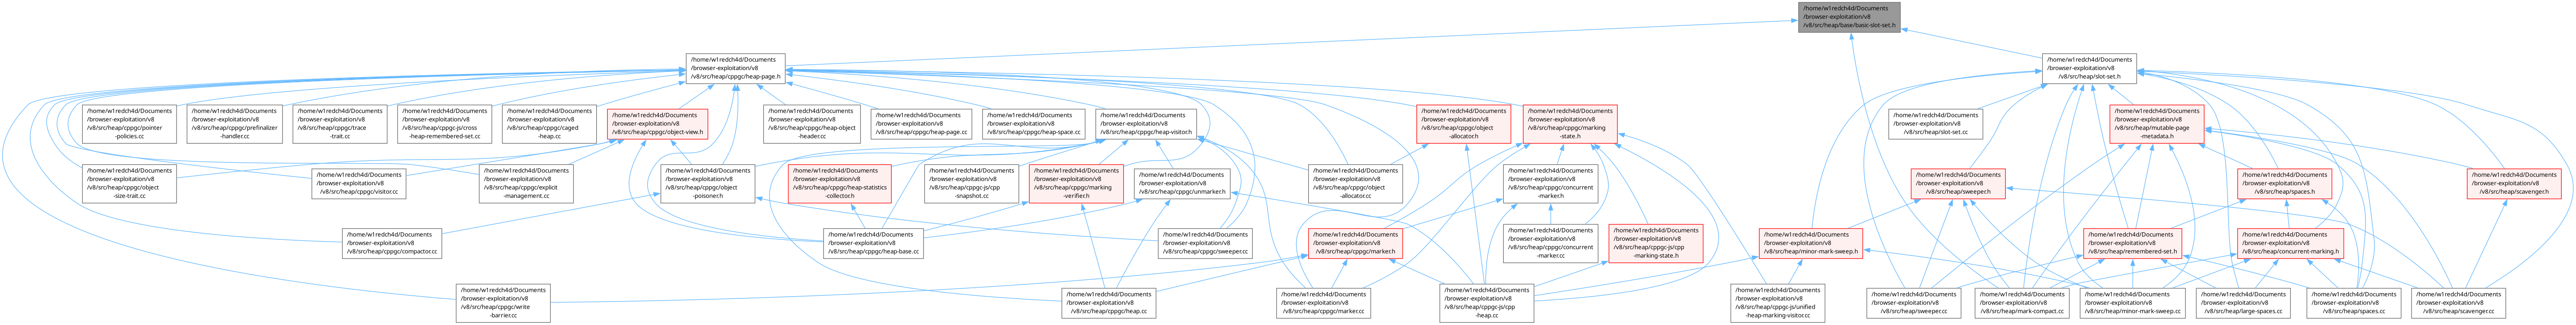 /home/w1redch4d/Documents
/browser-exploitation/v8
/v8/src/heap/base/basic-slot-set.h
/home/w1redch4d/Documents
/browser-exploitation/v8
/v8/src/heap/cppgc/heap-page.h
/home/w1redch4d/Documents
/browser-exploitation/v8
/v8/src/heap/slot-set.h
/home/w1redch4d/Documents
/browser-exploitation/v8
/v8/src/heap/cppgc/pointer
-policies.cc
/home/w1redch4d/Documents
/browser-exploitation/v8
/v8/src/heap/cppgc/prefinalizer
-handler.cc
/home/w1redch4d/Documents
/browser-exploitation/v8
/v8/src/heap/cppgc/trace
-trait.cc
/home/w1redch4d/Documents
/browser-exploitation/v8
/v8/src/heap/cppgc-js/cross
-heap-remembered-set.cc
/home/w1redch4d/Documents
/browser-exploitation/v8
/v8/src/heap/cppgc/caged
-heap.cc
/home/w1redch4d/Documents
/browser-exploitation/v8
/v8/src/heap/cppgc/object-view.h
/home/w1redch4d/Documents
/browser-exploitation/v8
/v8/src/heap/cppgc/heap-object
-header.cc
/home/w1redch4d/Documents
/browser-exploitation/v8
/v8/src/heap/cppgc/heap-page.cc
/home/w1redch4d/Documents
/browser-exploitation/v8
/v8/src/heap/cppgc/heap-space.cc
/home/w1redch4d/Documents
/browser-exploitation/v8
/v8/src/heap/cppgc/heap-visitor.h
/home/w1redch4d/Documents
/browser-exploitation/v8
/v8/src/heap/cppgc/object
-allocator.h
/home/w1redch4d/Documents
/browser-exploitation/v8
/v8/src/heap/cppgc/marking
-state.h
/home/w1redch4d/Documents
/browser-exploitation/v8
/v8/src/heap/slot-set.cc
/home/w1redch4d/Documents
/browser-exploitation/v8
/v8/src/heap/mutable-page
-metadata.h
/home/w1redch4d/Documents
/browser-exploitation/v8
/v8/src/heap/cppgc/object
-size-trait.cc
/home/w1redch4d/Documents
/browser-exploitation/v8
/v8/src/heap/cppgc/visitor.cc
/home/w1redch4d/Documents
/browser-exploitation/v8
/v8/src/heap/cppgc/explicit
-management.cc
/home/w1redch4d/Documents
/browser-exploitation/v8
/v8/src/heap/cppgc/object
-poisoner.h
/home/w1redch4d/Documents
/browser-exploitation/v8
/v8/src/heap/cppgc/heap-statistics
-collector.h
/home/w1redch4d/Documents
/browser-exploitation/v8
/v8/src/heap/cppgc-js/cpp
-snapshot.cc
/home/w1redch4d/Documents
/browser-exploitation/v8
/v8/src/heap/cppgc/marking
-verifier.h
/home/w1redch4d/Documents
/browser-exploitation/v8
/v8/src/heap/cppgc/unmarker.h
/home/w1redch4d/Documents
/browser-exploitation/v8
/v8/src/heap/cppgc/object
-allocator.cc
/home/w1redch4d/Documents
/browser-exploitation/v8
/v8/src/heap/cppgc/concurrent
-marker.h
/home/w1redch4d/Documents
/browser-exploitation/v8
/v8/src/heap/sweeper.h
/home/w1redch4d/Documents
/browser-exploitation/v8
/v8/src/heap/spaces.h
/home/w1redch4d/Documents
/browser-exploitation/v8
/v8/src/heap/scavenger.h
/home/w1redch4d/Documents
/browser-exploitation/v8
/v8/src/heap/cppgc/compactor.cc
/home/w1redch4d/Documents
/browser-exploitation/v8
/v8/src/heap/cppgc/heap-base.cc
/home/w1redch4d/Documents
/browser-exploitation/v8
/v8/src/heap/cppgc/sweeper.cc
/home/w1redch4d/Documents
/browser-exploitation/v8
/v8/src/heap/cppgc/marker.h
/home/w1redch4d/Documents
/browser-exploitation/v8
/v8/src/heap/cppgc/concurrent
-marker.cc
/home/w1redch4d/Documents
/browser-exploitation/v8
/v8/src/heap/cppgc-js/cpp
-marking-state.h
/home/w1redch4d/Documents
/browser-exploitation/v8
/v8/src/heap/minor-mark-sweep.h
/home/w1redch4d/Documents
/browser-exploitation/v8
/v8/src/heap/remembered-set.h
/home/w1redch4d/Documents
/browser-exploitation/v8
/v8/src/heap/concurrent-marking.h
/home/w1redch4d/Documents
/browser-exploitation/v8
/v8/src/heap/cppgc/write
-barrier.cc
/home/w1redch4d/Documents
/browser-exploitation/v8
/v8/src/heap/cppgc/heap.cc
/home/w1redch4d/Documents
/browser-exploitation/v8
/v8/src/heap/cppgc/marker.cc
/home/w1redch4d/Documents
/browser-exploitation/v8
/v8/src/heap/cppgc-js/cpp
-heap.cc
/home/w1redch4d/Documents
/browser-exploitation/v8
/v8/src/heap/cppgc-js/unified
-heap-marking-visitor.cc
/home/w1redch4d/Documents
/browser-exploitation/v8
/v8/src/heap/sweeper.cc
/home/w1redch4d/Documents
/browser-exploitation/v8
/v8/src/heap/mark-compact.cc
/home/w1redch4d/Documents
/browser-exploitation/v8
/v8/src/heap/minor-mark-sweep.cc
/home/w1redch4d/Documents
/browser-exploitation/v8
/v8/src/heap/large-spaces.cc
/home/w1redch4d/Documents
/browser-exploitation/v8
/v8/src/heap/spaces.cc
/home/w1redch4d/Documents
/browser-exploitation/v8
/v8/src/heap/scavenger.cc